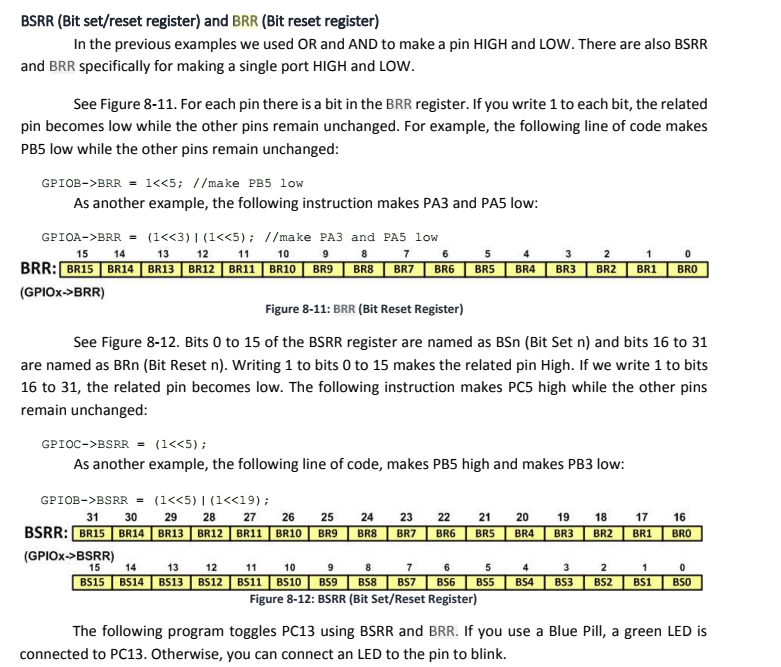 BSRR (Bit set/reset register) and BRR (Bit reset register)
In the previous examples we used OR and AND to make a pin HIGH and LOW. There are also BSRR
and BRR specifically for making a single port HIGH and LOW.
See Figure 8-11. For each pin there is a bit in the BRR register. If you write 1 to each bit, the related
pin becomes low while the other pins remain unchanged. For example, the following line of code makes
PB5 low while the other pins remain unchanged:
GPIOB->BRR = 1<<5; //make PB5 low
As another example, the following instruction makes PA3 and PA5 low:
GPIOA->BRR = (1<<3)|(1<<5); //make PA3 and PA5 low
15 14 13 12 11 10 9 8 7 6 5 4 3 2 1 0
BRR: BR15 BR14 BR13 BR12 BR11 BR10 BR9 BR8 BR7 BR6 BR5 BR4 BR3 BR2 BR1 BR0
(GPIOx->BRR)
Figure 8-11: BRR (Bit Reset Register)
See Figure 8-12. Bits 0 to 15 of the BSRR register are named as BSn (Bit Set n) and bits 16 to 31
are named as BRn (Bit Reset n). Writing 1 to bits 0 to 15 makes the related pin High. If we write 1 to bits
16 to 31, the related pin becomes low. The following instruction makes PC5 high while the other pins
remain unchanged:
GPIOC->BSRR = (1<<5);
As another example, the following line of code, makes PB5 high and makes PB3 low:
GPIOB->BSRR = (1<<5)|(1<<19);
31 30 29 28 27 26 25 24 23 22 21 20 19 18 17 16
BSRR: BR15 BR14 BR13 BR12 BR11 BR10 BR9 BR8 BR7 BR6 BR5 BR4 BR3 BR2 BR1 BR0
(GPIOx->BSRR)
15 14 13 12 11 10 9 8 7 6 5 4 3 2 1 0
BS15 BS14 BS13 BS12 BS11 BS10 BS9 BS8 BS7 BS6 BS5 BS4 BS3 BS2 BS1 BS0
Figure 8-12: BSRR (Bit Set/Reset Register)
The following program toggles PC13 using BSRR and BRR. If you use a Blue Pill, a green LED is
connected to PC13. Otherwise, you can connect an LED to the pin to blink.